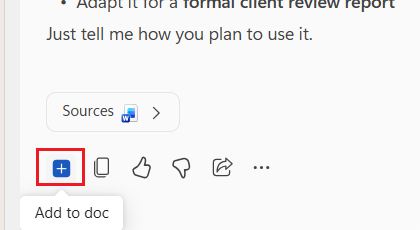 • Adapt it for a formal client review report
Just tell me how you plan to use it.
Sources
Add to doc